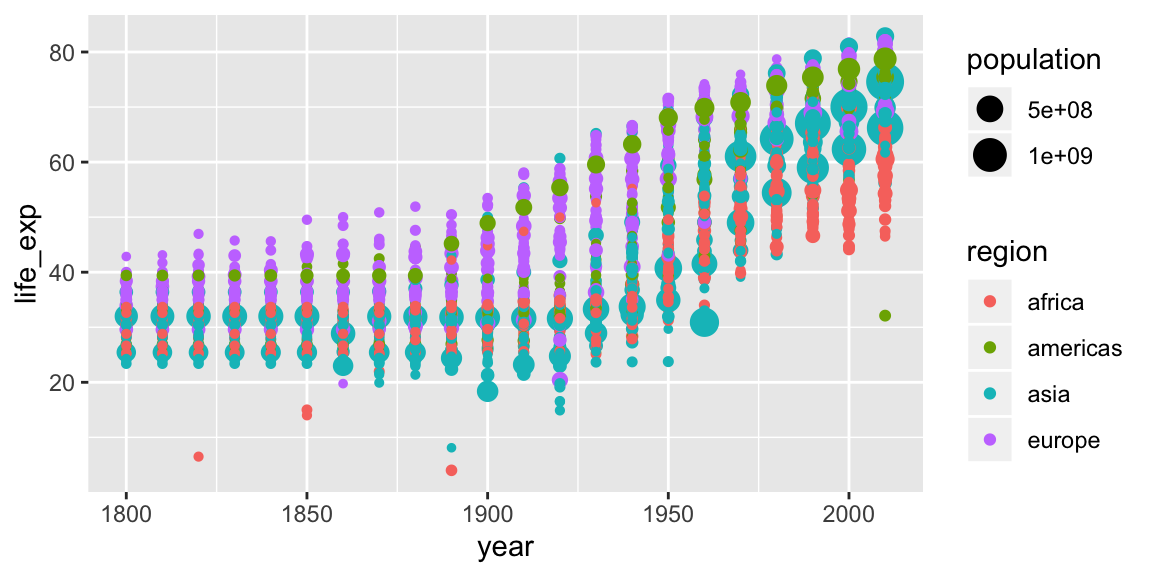 80
60
40
20
life_exp
1800 1850 1900 1950 2000
year
population
5e+08
1e+09
region
africa
americas
asia
europe